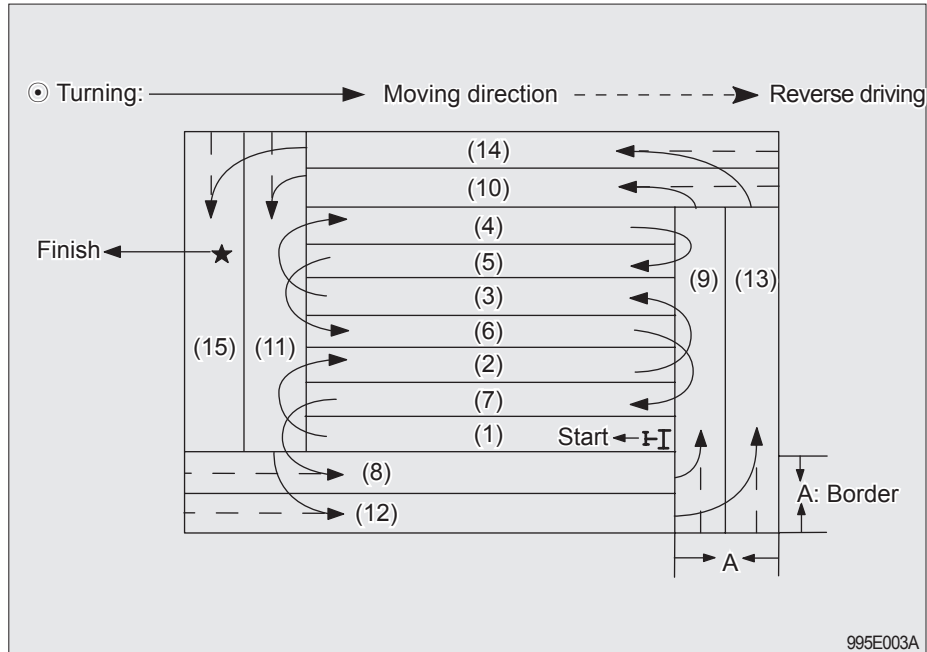 ⊙ Turning: Moving direction Reverse driving
(14)
(10)
(4)
Finish (5) (9) (13)
(3)
(15) (11) (6)
(2)
(7)
(1) Start
(8)
A: Border
(12)
A
995E003A